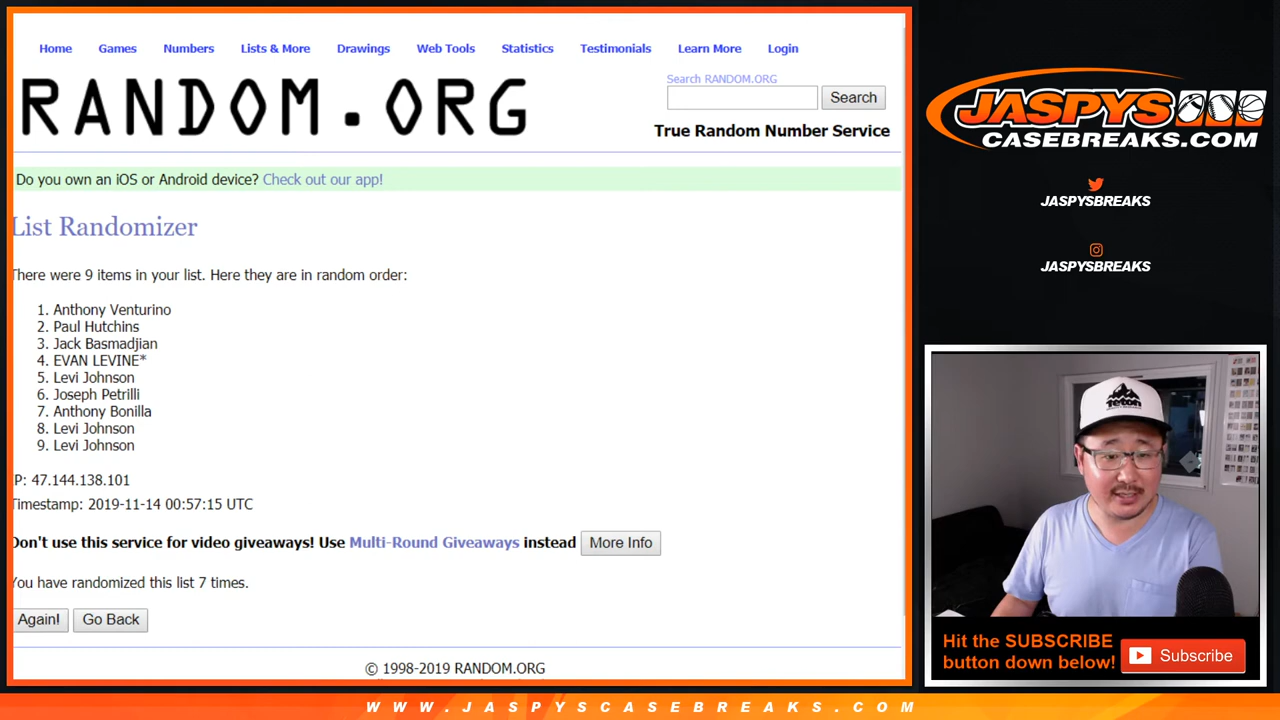 Home Games Numbers Lists & More Drawings Web Tools Statistics Testimonials Learn More Login
RANDOM.ORG
Search RANDOM.ORG
Search
True Random Number Service
Do you own an iOS or Android device? Check out our app!
List Randomizer
There were 9 items in your list. Here they are in random order:
1. Anthony Venturino
2. Paul Hutchins
3. Jack Basmadjian
4. EVAN LEVINE*
5. Levi Johnson
6. Joseph Petrilli
7. Anthony Bonilla
8. Levi Johnson
9. Levi Johnson
IP: 47.144.138.101
Timestamp: 2019-11-14 00:57:15 UTC
Don't use this service for video giveaways! Use Multi-Round Giveaways instead More Info
You have randomized this list 7 times.
Again! Go Back
© 1998-2019 RANDOM.ORG
JASPYS
CASEBREAKS.COM
JASPYSBREAKS
JASPYSBREAKS
Teton
Hit the SUBSCRIBE
button down below!
Subscribe
WWW.JASPYSCASEBREAKS.COM